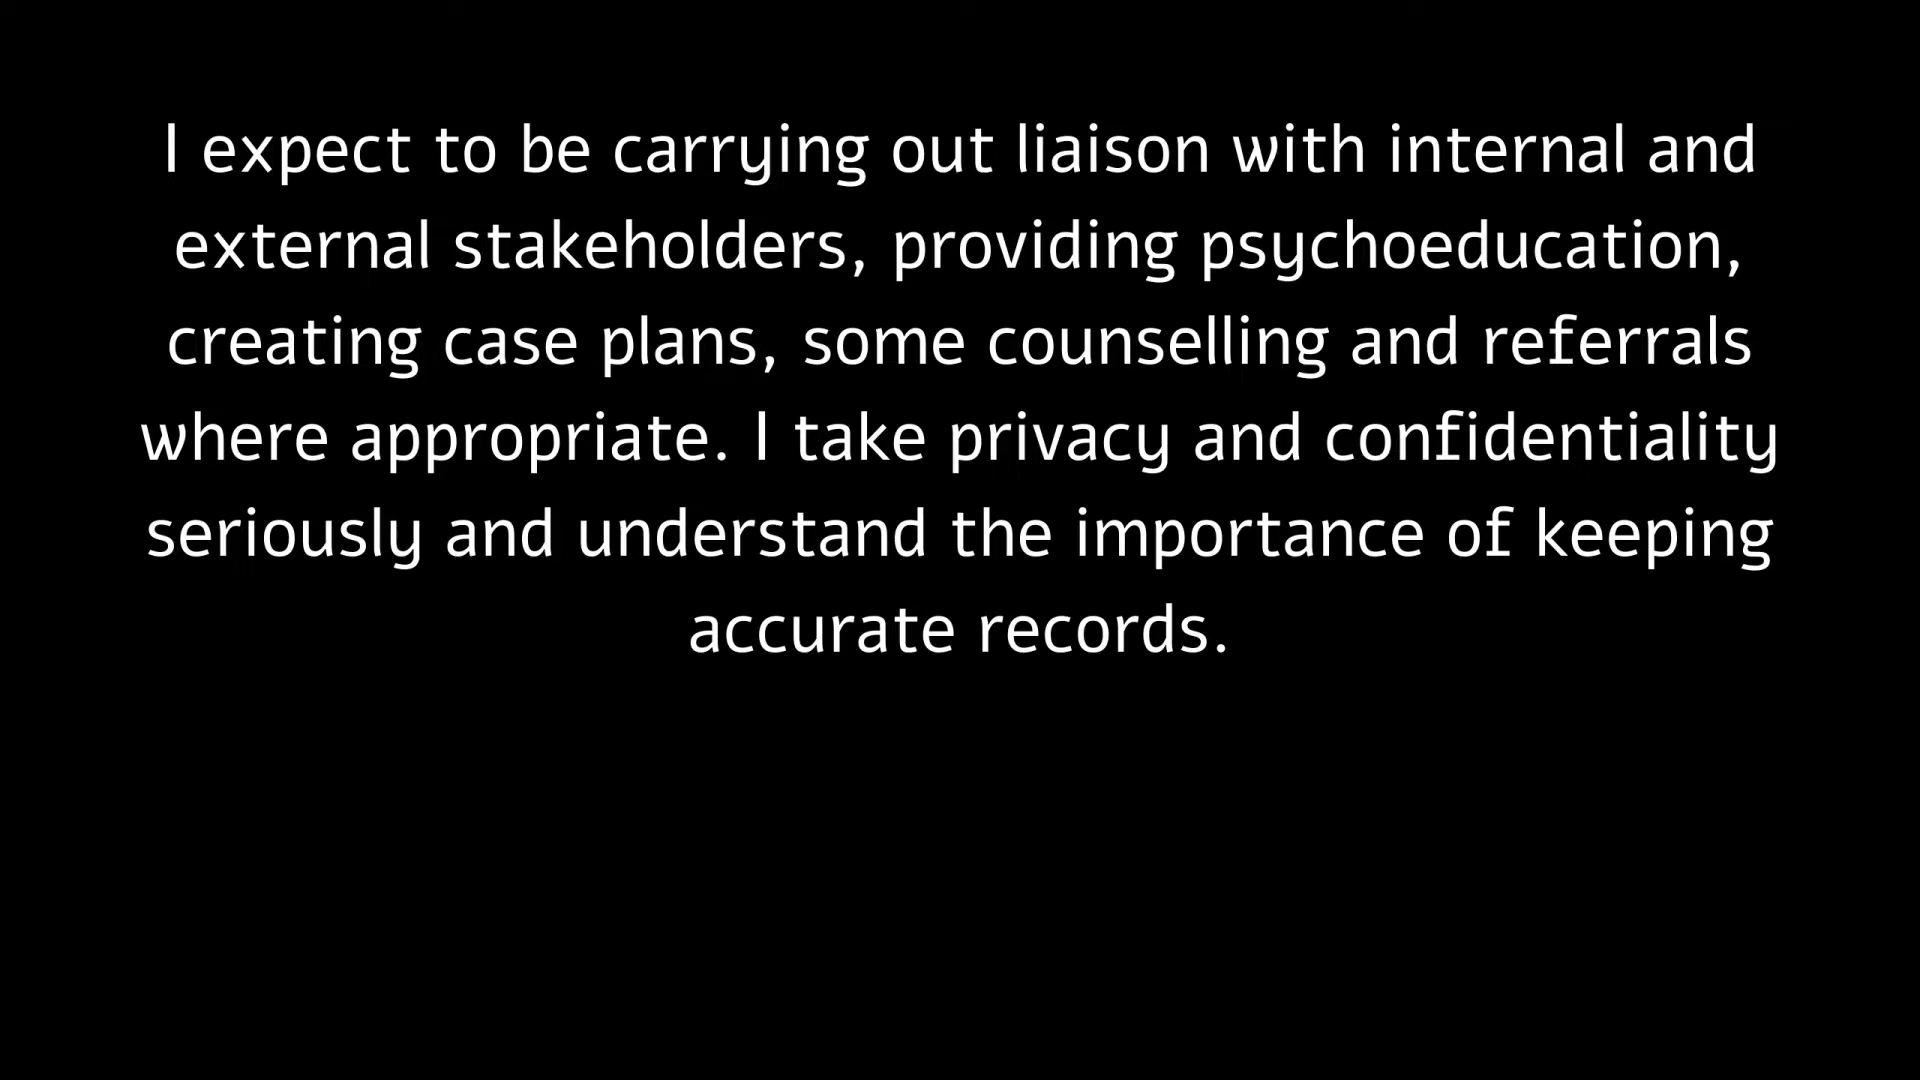 I expect to be carrying out liaison with internal and
external stakeholders, providing psychoeducation,
creating case plans, some counselling and referrals
where appropriate. I take privacy and confidentiality
seriously and understand the importance of keeping
accurate records.